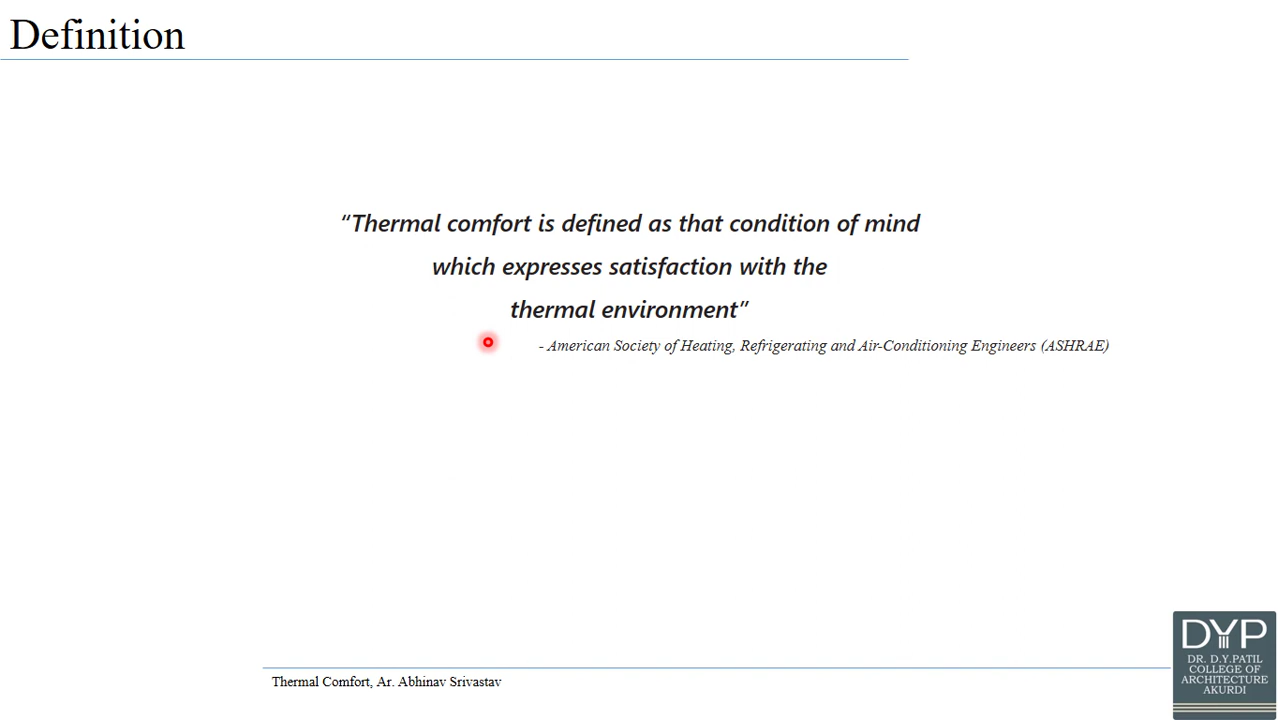 Definition
“Thermal comfort is defined as that condition of mind
which expresses satisfaction with the
thermal environment”
- American Society of Heating, Refrigerating and Air-Conditioning Engineers (ASHRAE)
Thermal Comfort, Ar. Abhinav Srivastav
DYP
DR. D.Y.PATIL
COLLEGE OF
ARCHITECTURE
AKURDI